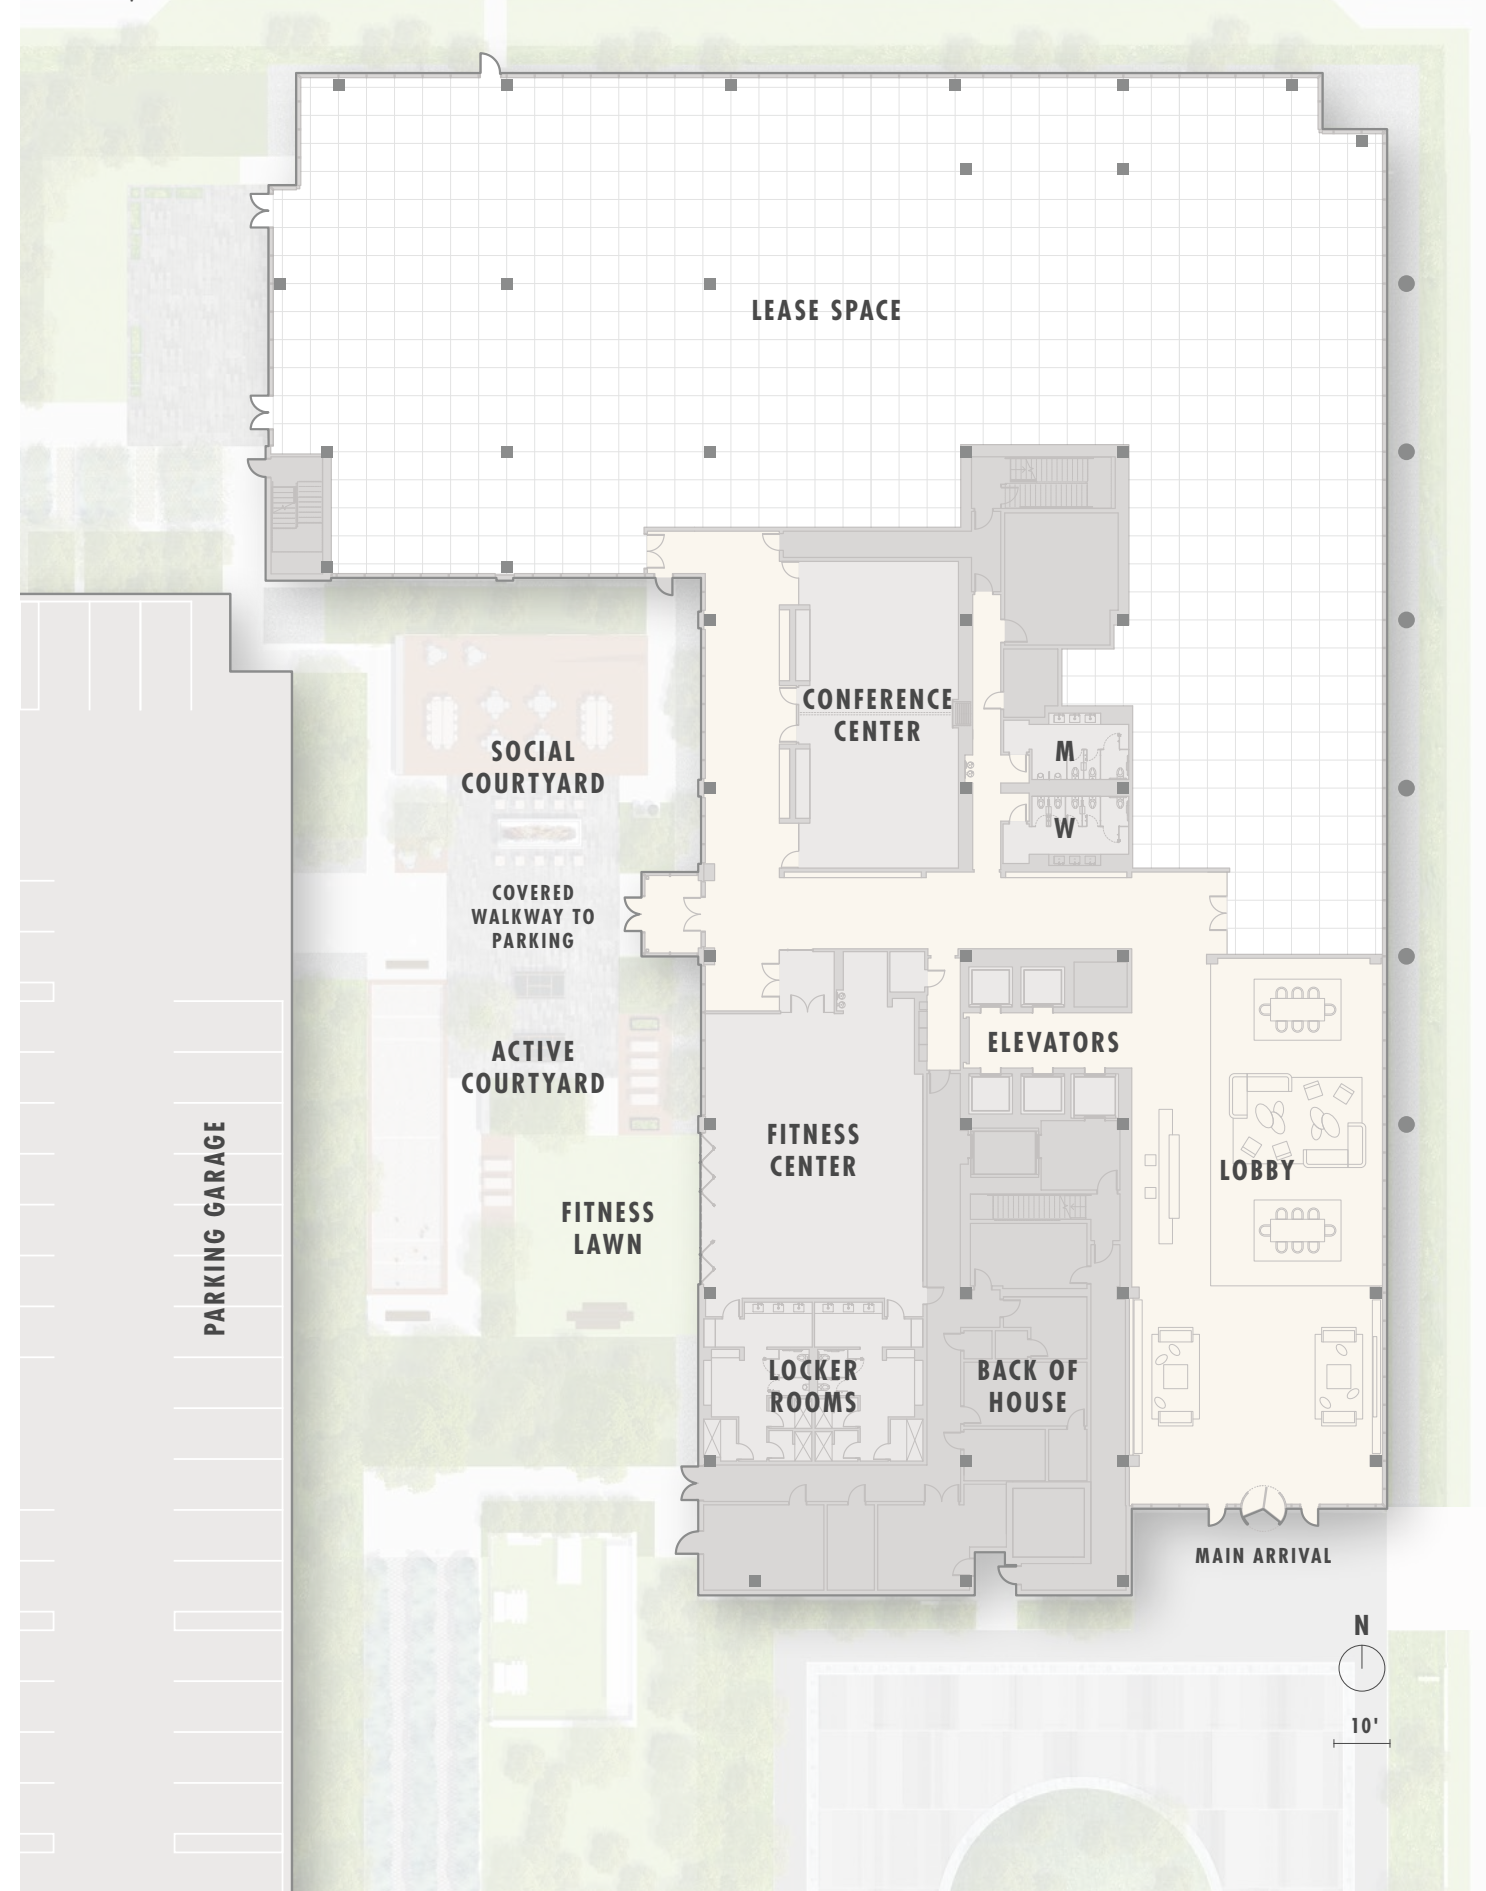 LEASE SPACE
CONFERENCE
CENTER
SOCIAL
COURTYARD
M
W
COVERED
WALKWAY TO
PARKING
ELEVATORS
ACTIVE
COURTYARD
FITNESS
CENTER
LOBBY
PARKING GARAGE
FITNESS
LAWN
LOCKER
ROOMS
BACK OF
HOUSE
MAIN ARRIVAL
N
10'